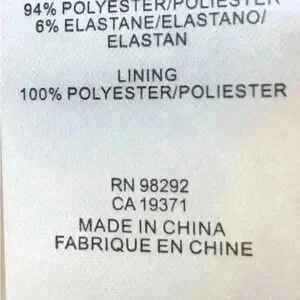 94% POLYESTER/POLIESTER
6% ELASTANE/ELASTANO/
ELASTAN
LINING
100% POLYESTER/POLIESTER
RN 98292
CA 19371
MADE IN CHINA
FABRIQUE EN CHINE